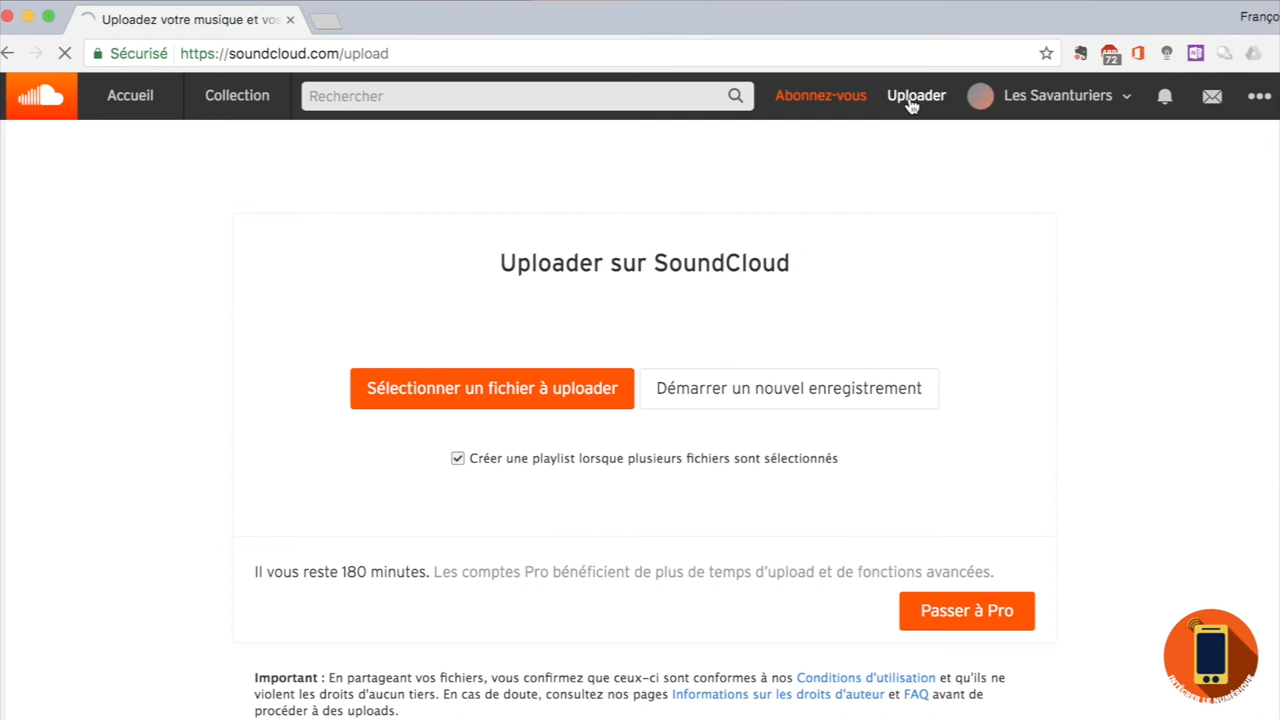 Uploadez votre musique et vos
Franço
Sécurisé https://soundcloud.com/upload
72
Accueil Collection Rechercher Abonnez-vous Uploader Les Savanturiers
Uploader sur SoundCloud
Sélectionner un fichier à uploader Démarrer un nouvel enregistrement
Créer une playlist lorsque plusieurs fichiers sont sélectionnés
Il vous reste 180 minutes. Les comptes Pro bénéficient de plus de temps d'upload et de fonctions avancées.
Passer à Pro
Important : En partageant vos fichiers, vous confirmez que ceux-ci sont conformes à nos Conditions d'utilisation et qu'ils ne
violent les droits d'aucun tiers. En cas de doute, consultez nos pages Informations sur les droits d'auteur et FAQ avant de
procéder à des uploads.
INTÉGRER LE NUMÉRIQUE